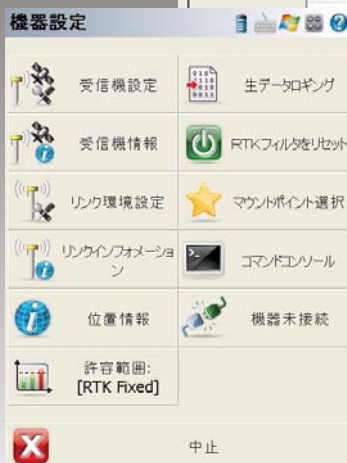 機器設定
受信機設定
生データロギング
受信機情報
RTKフィルタをリセット
リンク環境設定
マウントポイント選択
リンクインフォメーショ
ン
コマンドコンソール
位置情報
機器未接続
許容範囲:
[RTK Fixed]
中止